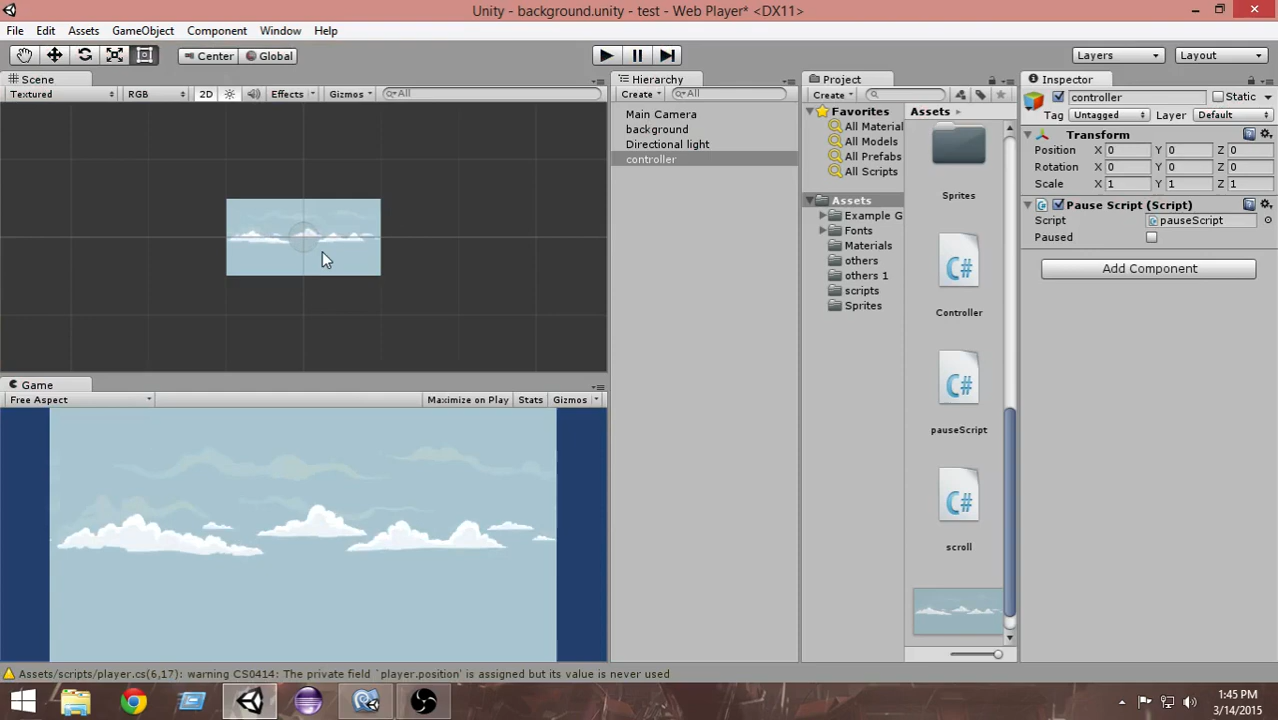 Unity - background.unity - test - Web Player* <DX11>
File Edit Assets GameObject Component Window Help
Center Global Layers Layout
Scene
Textured RGB 2D Effects Gizmos All
Hierarchy
Create All
Main Camera
background
Directional light
controller
Project
Create
Favorites
All Material
All Models
All Prefabs
All Scripts
Assets
Example G
Fonts
Materials
others
others 1
scripts
Sprites
Assets
Sprites
C#
Controller
C#
pauseScript
C#
scroll
Inspector
controller Static
Tag Untagged Layer Default
Transform
Position X 0 Y 0 Z 0
Rotation X 0 Y 0 Z 0
Scale X 1 Y 1 Z 1
Pause Script (Script)
Script pauseScript
Paused
Add Component
Game
Free Aspect Maximize on Play Stats Gizmos
Assets/scripts/player.cs(6,17): warning CS0414: The private field `player.position' is assigned but its value is never used
1:45 PM
3/14/2015